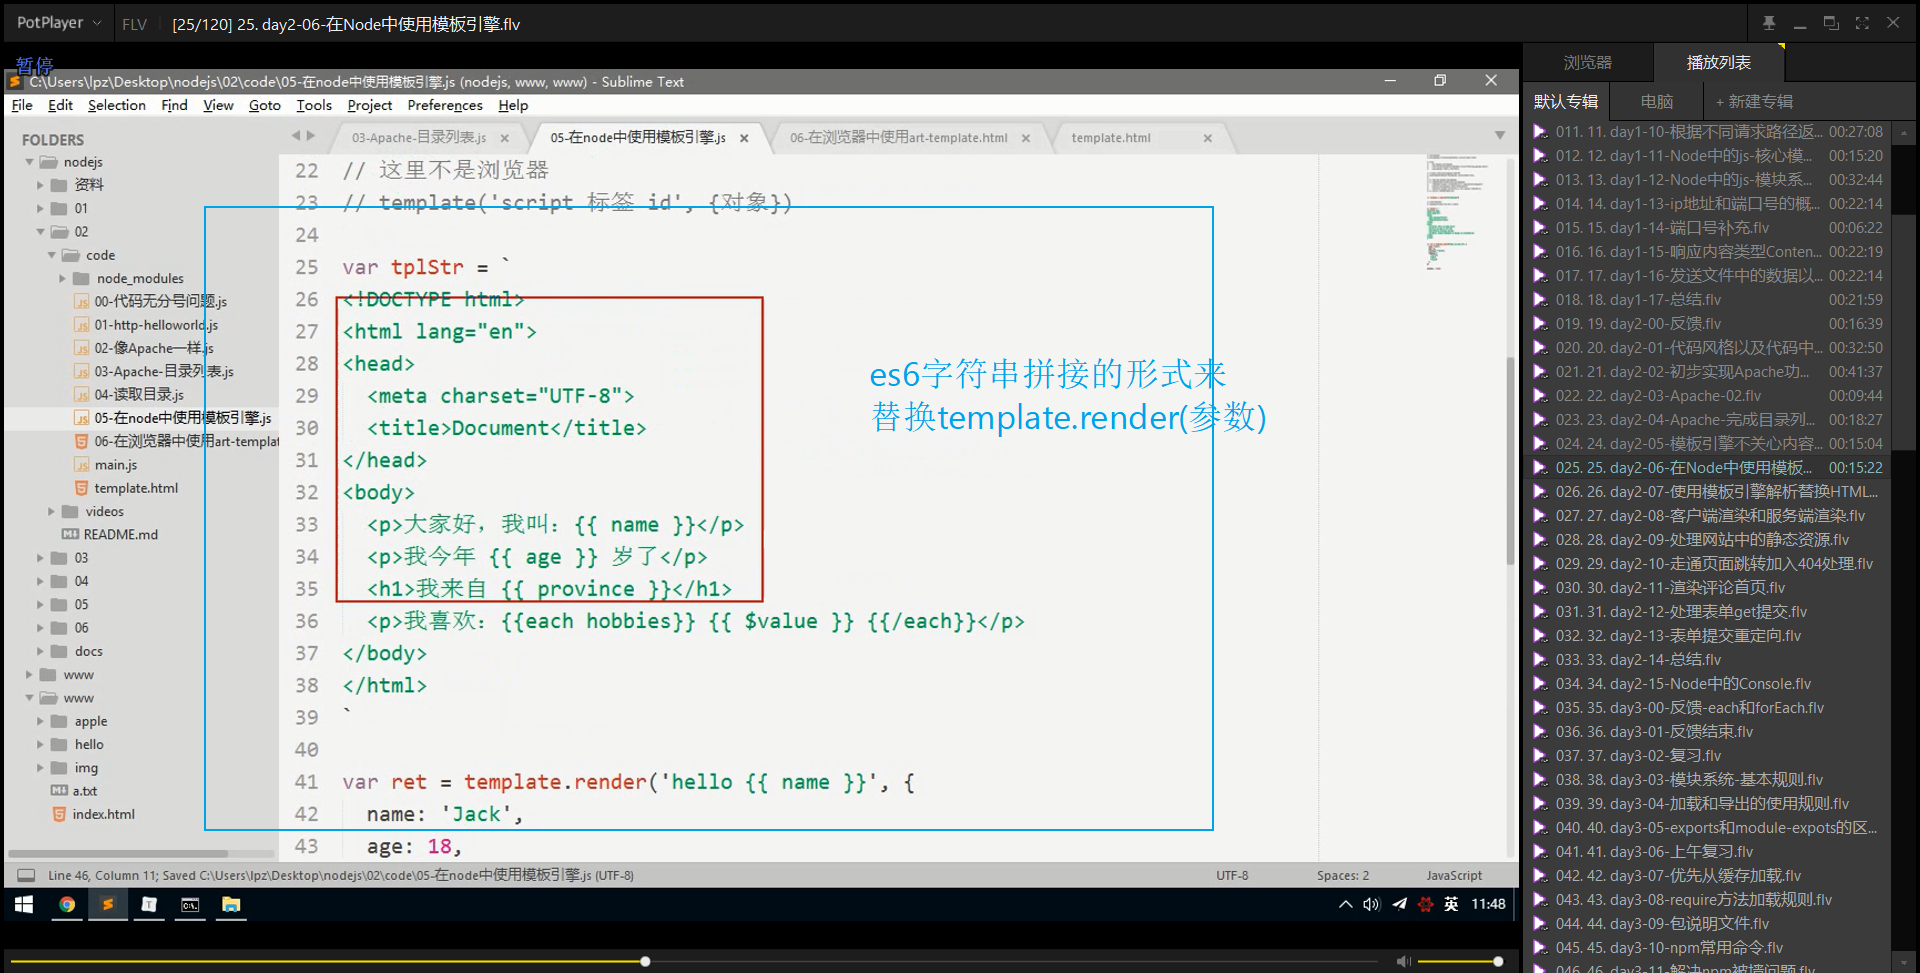 PotPlayer
FLV
[25/120] 25. day2-06-在Node中使用模板引擎.flv
暂停
C:\Users\lpz\Desktop\nodejs\02\code\05-在node中使用模板引擎.js (nodejs, www, www) - Sublime Text
File Edit Selection Find View Goto Tools Project Preferences Help
FOLDERS
nodejs
资料
01
02
code
node_modules
00-代码无分号问题.js
01-http-helloworld.js
02-像Apache一样.js
03-Apache-目录列表.js
04-读取目录.js
05-在node中使用模板引擎.js
06-在浏览器中使用art-templat
main.js
template.html
videos
README.md
03
04
05
06
docs
www
www
apple
hello
img
a.txt
index.html
03-Apache-目录列表.js
05-在node中使用模板引擎.js
06-在浏览器中使用art-template.html
template.html
22 // 这里不是浏览器
23 // template('script 标签 id', {对象})
24
25 var tplStr = `
26 <!DOCTYPE html>
27 <html lang="en">
28 <head>
29 <meta charset="UTF-8">
30 <title>Document</title>
31 </head>
32 <body>
33 <p>大家好，我叫：{{ name }}</p>
34 <p>我今年 {{ age }} 岁了</p>
35 <h1>我来自 {{ province }}</h1>
36 <p>我喜欢：{{each hobbies}} {{ $value }} {{/each}}</p>
37 </body>
38 </html>
39 `
40
41 var ret = template.render('hello {{ name }}', {
42 name: 'Jack',
43 age: 18,
es6字符串拼接的形式来
替换template.render(参数)
Line 46, Column 11; Saved C:\Users\lpz\Desktop\nodejs\02\code\05-在node中使用模板引擎.js (UTF-8)
UTF-8
Spaces: 2
JavaScript
英
11:48
浏览器
播放列表
默认专辑
电脑
+ 新建专辑
011. 11. day1-10-根据不同请求路径返... 00:27:08
012. 12. day1-11-Node中的js-核心模... 00:15:20
013. 13. day1-12-Node中的js-模块系... 00:32:44
014. 14. day1-13-ip地址和端口号的概... 00:22:14
015. 15. day1-14-端口号补充.flv 00:06:22
016. 16. day1-15-响应内容类型Conten... 00:22:19
017. 17. day1-16-发送文件中的数据以... 00:22:14
018. 18. day1-17-总结.flv 00:21:59
019. 19. day2-00-反馈.flv 00:16:39
020. 20. day2-01-代码风格以及代码中... 00:32:50
021. 21. day2-02-初步实现Apache功... 00:41:37
022. 22. day2-03-Apache-02.flv 00:09:44
023. 23. day2-04-Apache-完成目录列... 00:18:27
024. 24. day2-05-模板引擎不关心内容... 00:15:04
025. 25. day2-06-在Node中使用模板... 00:15:22
026. 26. day2-07-使用模板引擎解析替换HTML...
027. 27. day2-08-客户端渲染和服务端渲染.flv
028. 28. day2-09-处理网站中的静态资源.flv
029. 29. day2-10-走通页面跳转加入404处理.flv
030. 30. day2-11-渲染评论首页.flv
031. 31. day2-12-处理表单get提交.flv
032. 32. day2-13-表单提交重定向.flv
033. 33. day2-14-总结.flv
034. 34. day2-15-Node中的Console.flv
035. 35. day3-00-反馈-each和forEach.flv
036. 36. day3-01-反馈结束.flv
037. 37. day3-02-复习.flv
038. 38. day3-03-模块系统-基本规则.flv
039. 39. day3-04-加载和导出的使用规则.flv
040. 40. day3-05-exports和module-expots的区...
041. 41. day3-06-上午复习.flv
042. 42. day3-07-优先从缓存加载.flv
043. 43. day3-08-require方法加载规则.flv
044. 44. day3-09-包说明文件.flv
045. 45. day3-10-npm常用命令.flv
046. 46. day3-11-解决npm被墙问题.flv